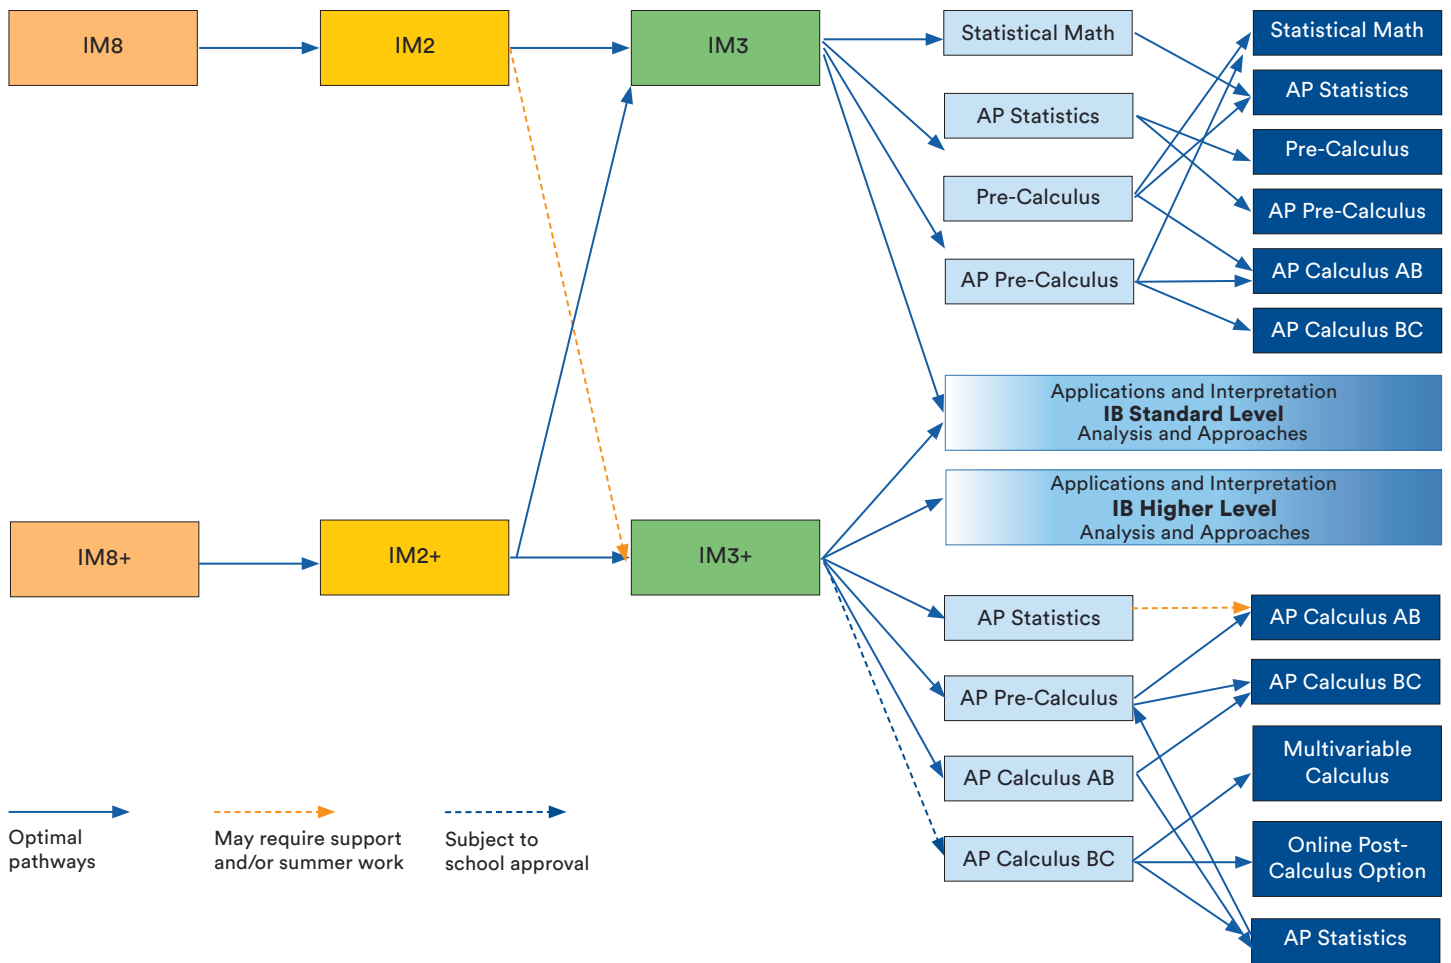 IM8
IM2
IM3
Statistical Math
AP Statistics
Pre-Calculus
AP Pre-Calculus
Statistical Math
AP Statistics
Pre-Calculus
AP Pre-Calculus
AP Calculus AB
AP Calculus BC
Applications and Interpretation
IB Standard Level
Analysis and Approaches
Applications and Interpretation
IB Higher Level
Analysis and Approaches
IM8+
IM2+
IM3+
AP Statistics
AP Pre-Calculus
AP Calculus AB
AP Calculus BC
AP Calculus AB
AP Calculus BC
Multivariable
Calculus
Online Post-
Calculus Option
AP Statistics
Optimal
pathways
May require support
and/or summer work
Subject to
school approval